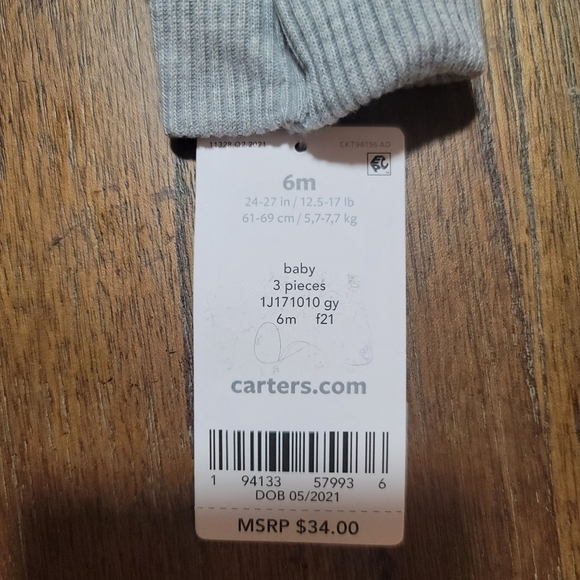 11328 07 2021
6m
24-27 in / 12.5-17 lb
61-69 cm / 5,7-7,7 kg
baby
3 pieces
1J171010 gy
6m f21
carters.com
1 94133 57993 6
DOB 05/2021
MSRP $34.00